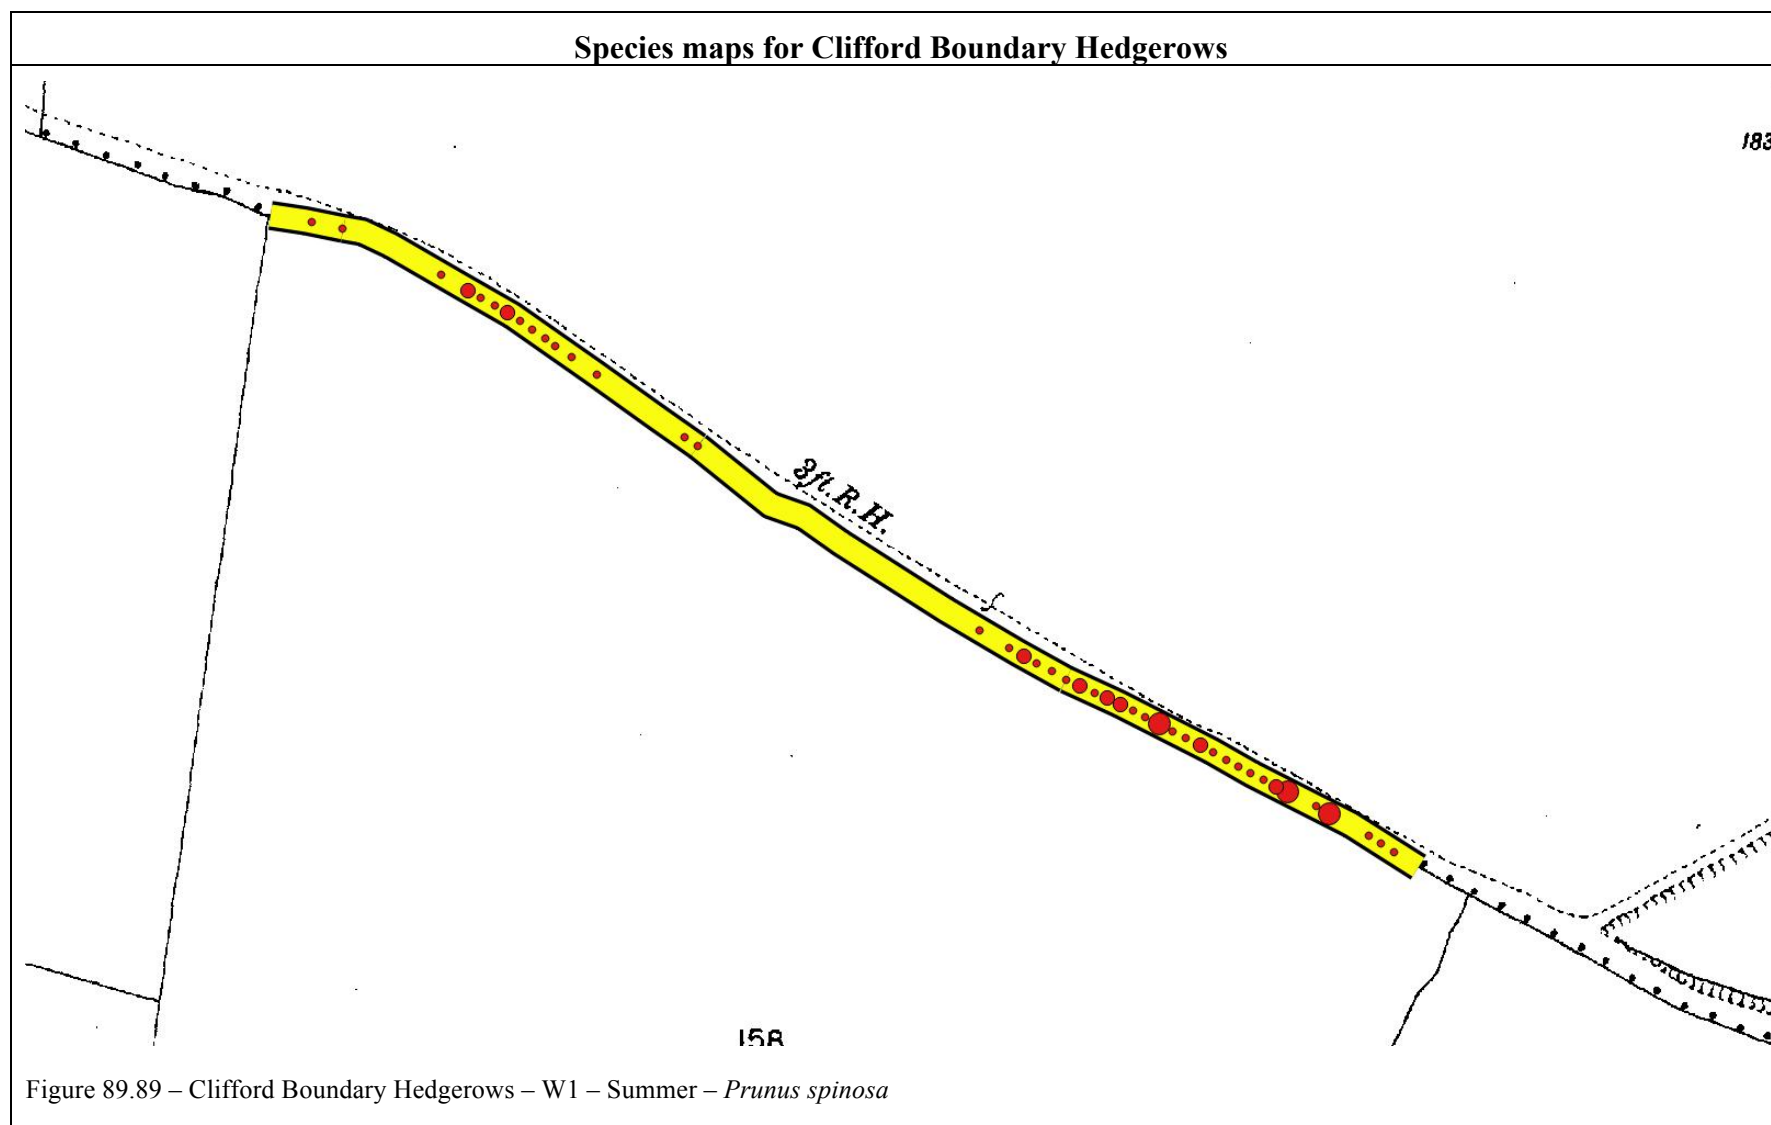 Species maps for Clifford Boundary Hedgerows
183
3ft. R. H.
158
Figure 89.89 – Clifford Boundary Hedgerows – W1 – Summer – Prunus spinosa